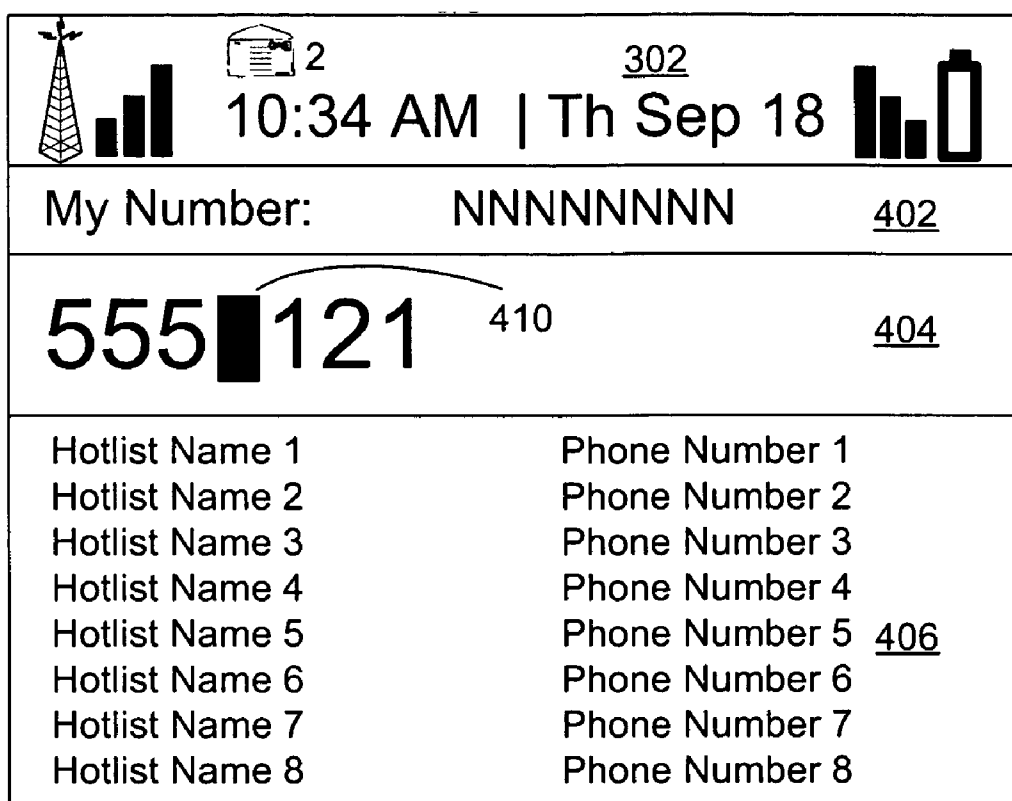 2 302
10:34 AM | Th Sep 18
My Number: NNNNNNNN 402
555 121 410 404
Hotlist Name 1 Phone Number 1
Hotlist Name 2 Phone Number 2
Hotlist Name 3 Phone Number 3
Hotlist Name 4 Phone Number 4
Hotlist Name 5 Phone Number 5 406
Hotlist Name 6 Phone Number 6
Hotlist Name 7 Phone Number 7
Hotlist Name 8 Phone Number 8